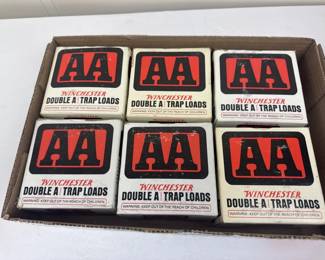 AA
WINCHESTER
DOUBLE A TRAP LOADS
AA
WINCHESTER
DOUBLE A TRAP LOADS
AA
WINCHESTER
DOUBLE A TRAP LOADS
AA
WINCHESTER
DOUBLE A TRAP LOADS
WARNING: KEEP OUT OF THE REACH OF CHILDREN.
AA
WINCHESTER
DOUBLE A TRAP LOADS
WARNING: KEEP OUT OF THE REACH OF CHILDREN.
AA
WINCHESTER
DOUBLE A TRAP LOADS
WARNING: KEEP OUT OF THE REACH OF CHILDREN.